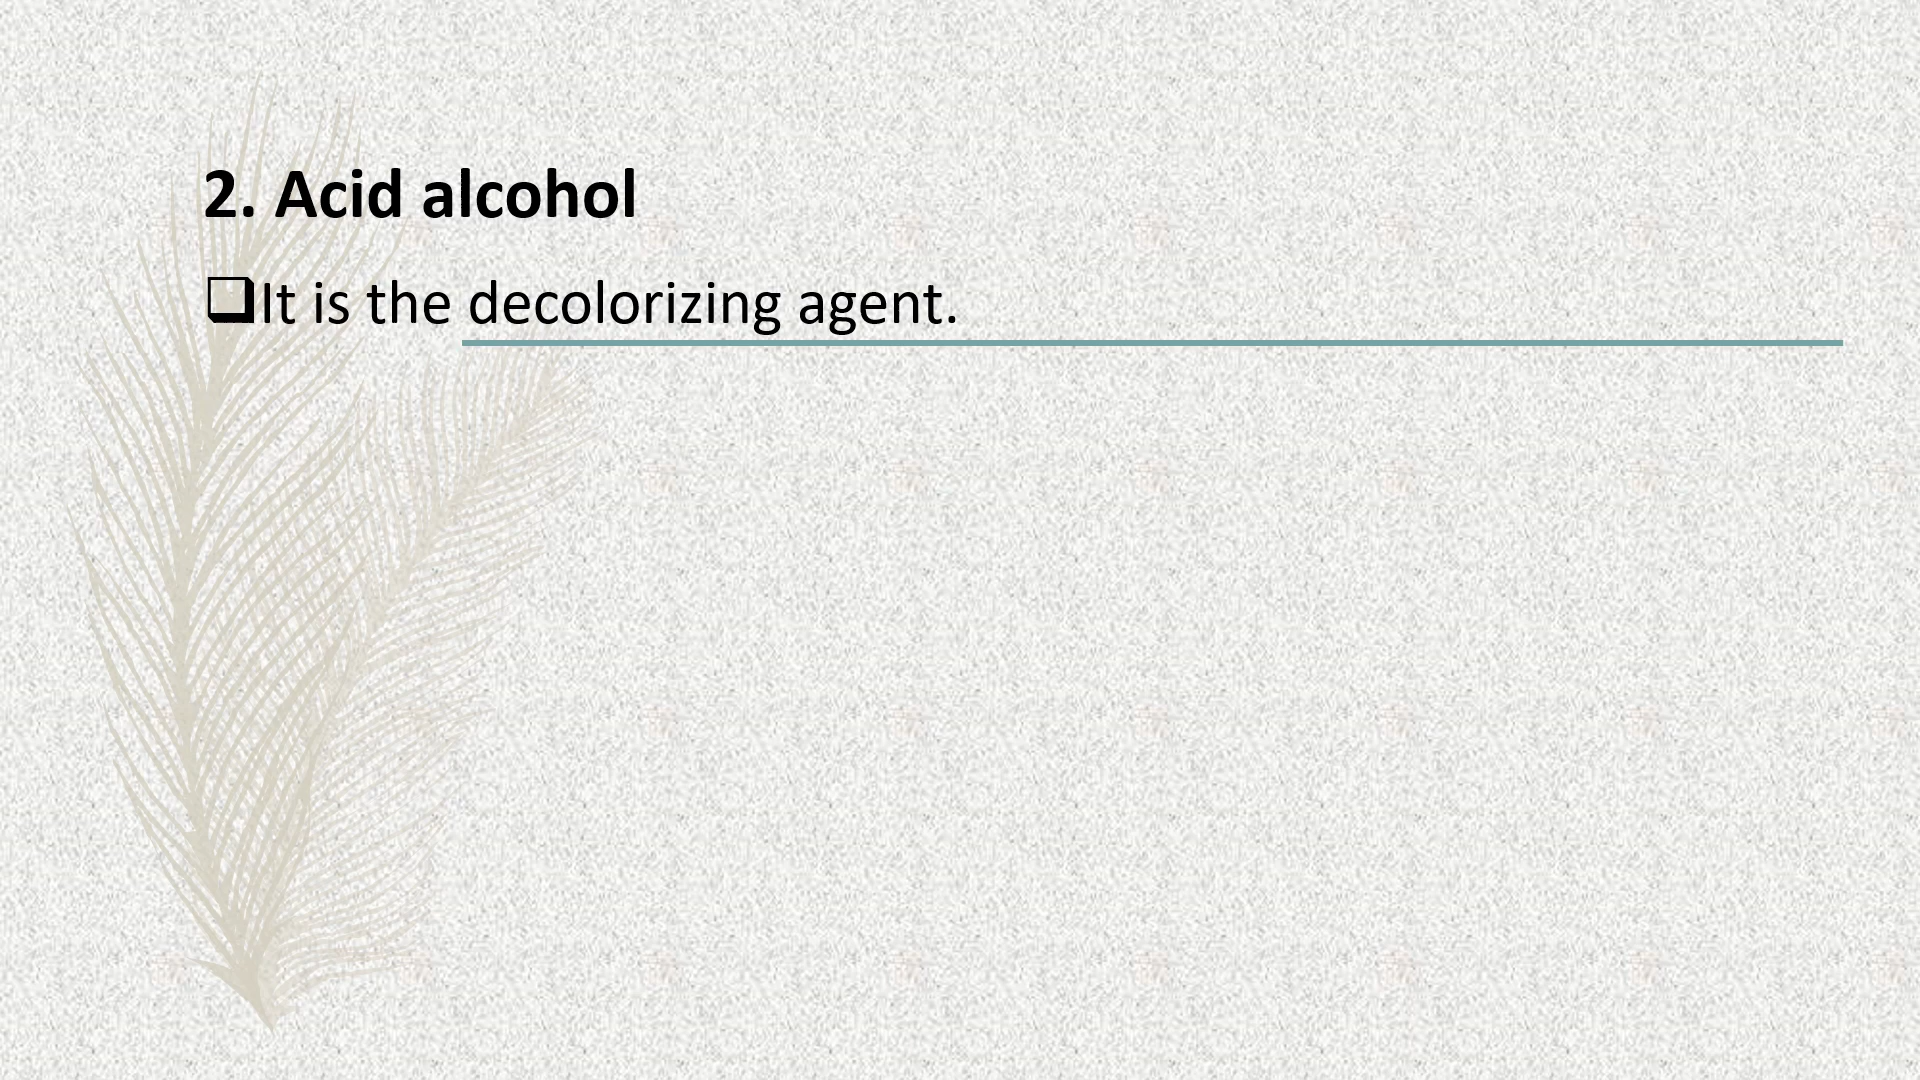 2. Acid alcohol
❑It is the decolorizing agent.